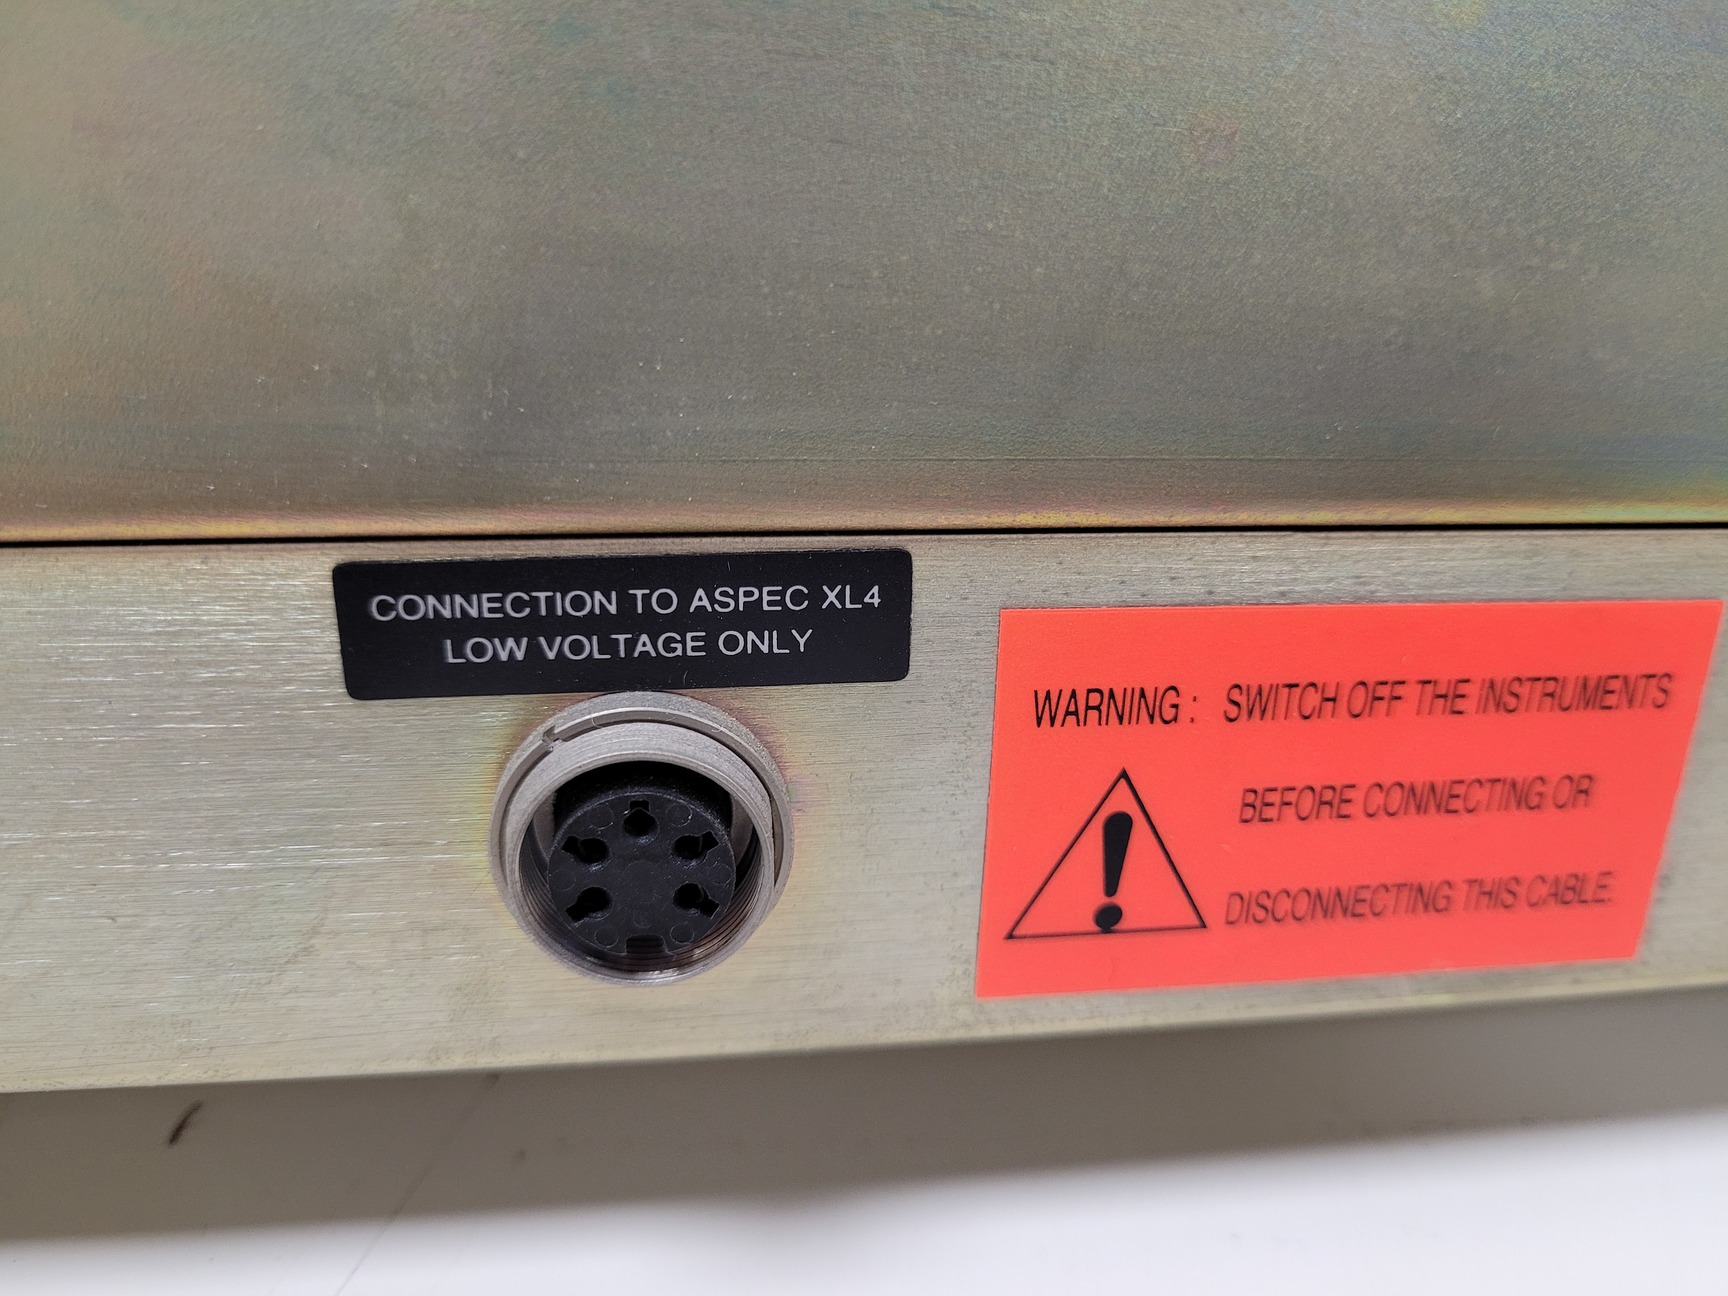 CONNECTION TO ASPEC XL4
LOW VOLTAGE ONLY
WARNING : SWITCH OFF THE INSTRUMENTS
BEFORE CONNECTING OR
DISCONNECTING THIS CABLE.